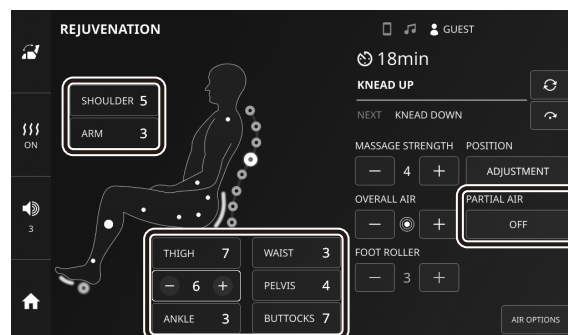 REJUVENATION
GUEST
18min
KNEAD UP
NEXT KNEAD DOWN
SHOULDER 5
ARM 3
ON
3
MASSAGE STRENGTH
− 4 +
POSITION
ADJUSTMENT
OVERALL AIR
− +
PARTIAL AIR
OFF
FOOT ROLLER
− 3 +
THIGH 7
− 6 +
ANKLE 3
WAIST 3
PELVIS 4
BUTTOCKS 7
AIR OPTIONS